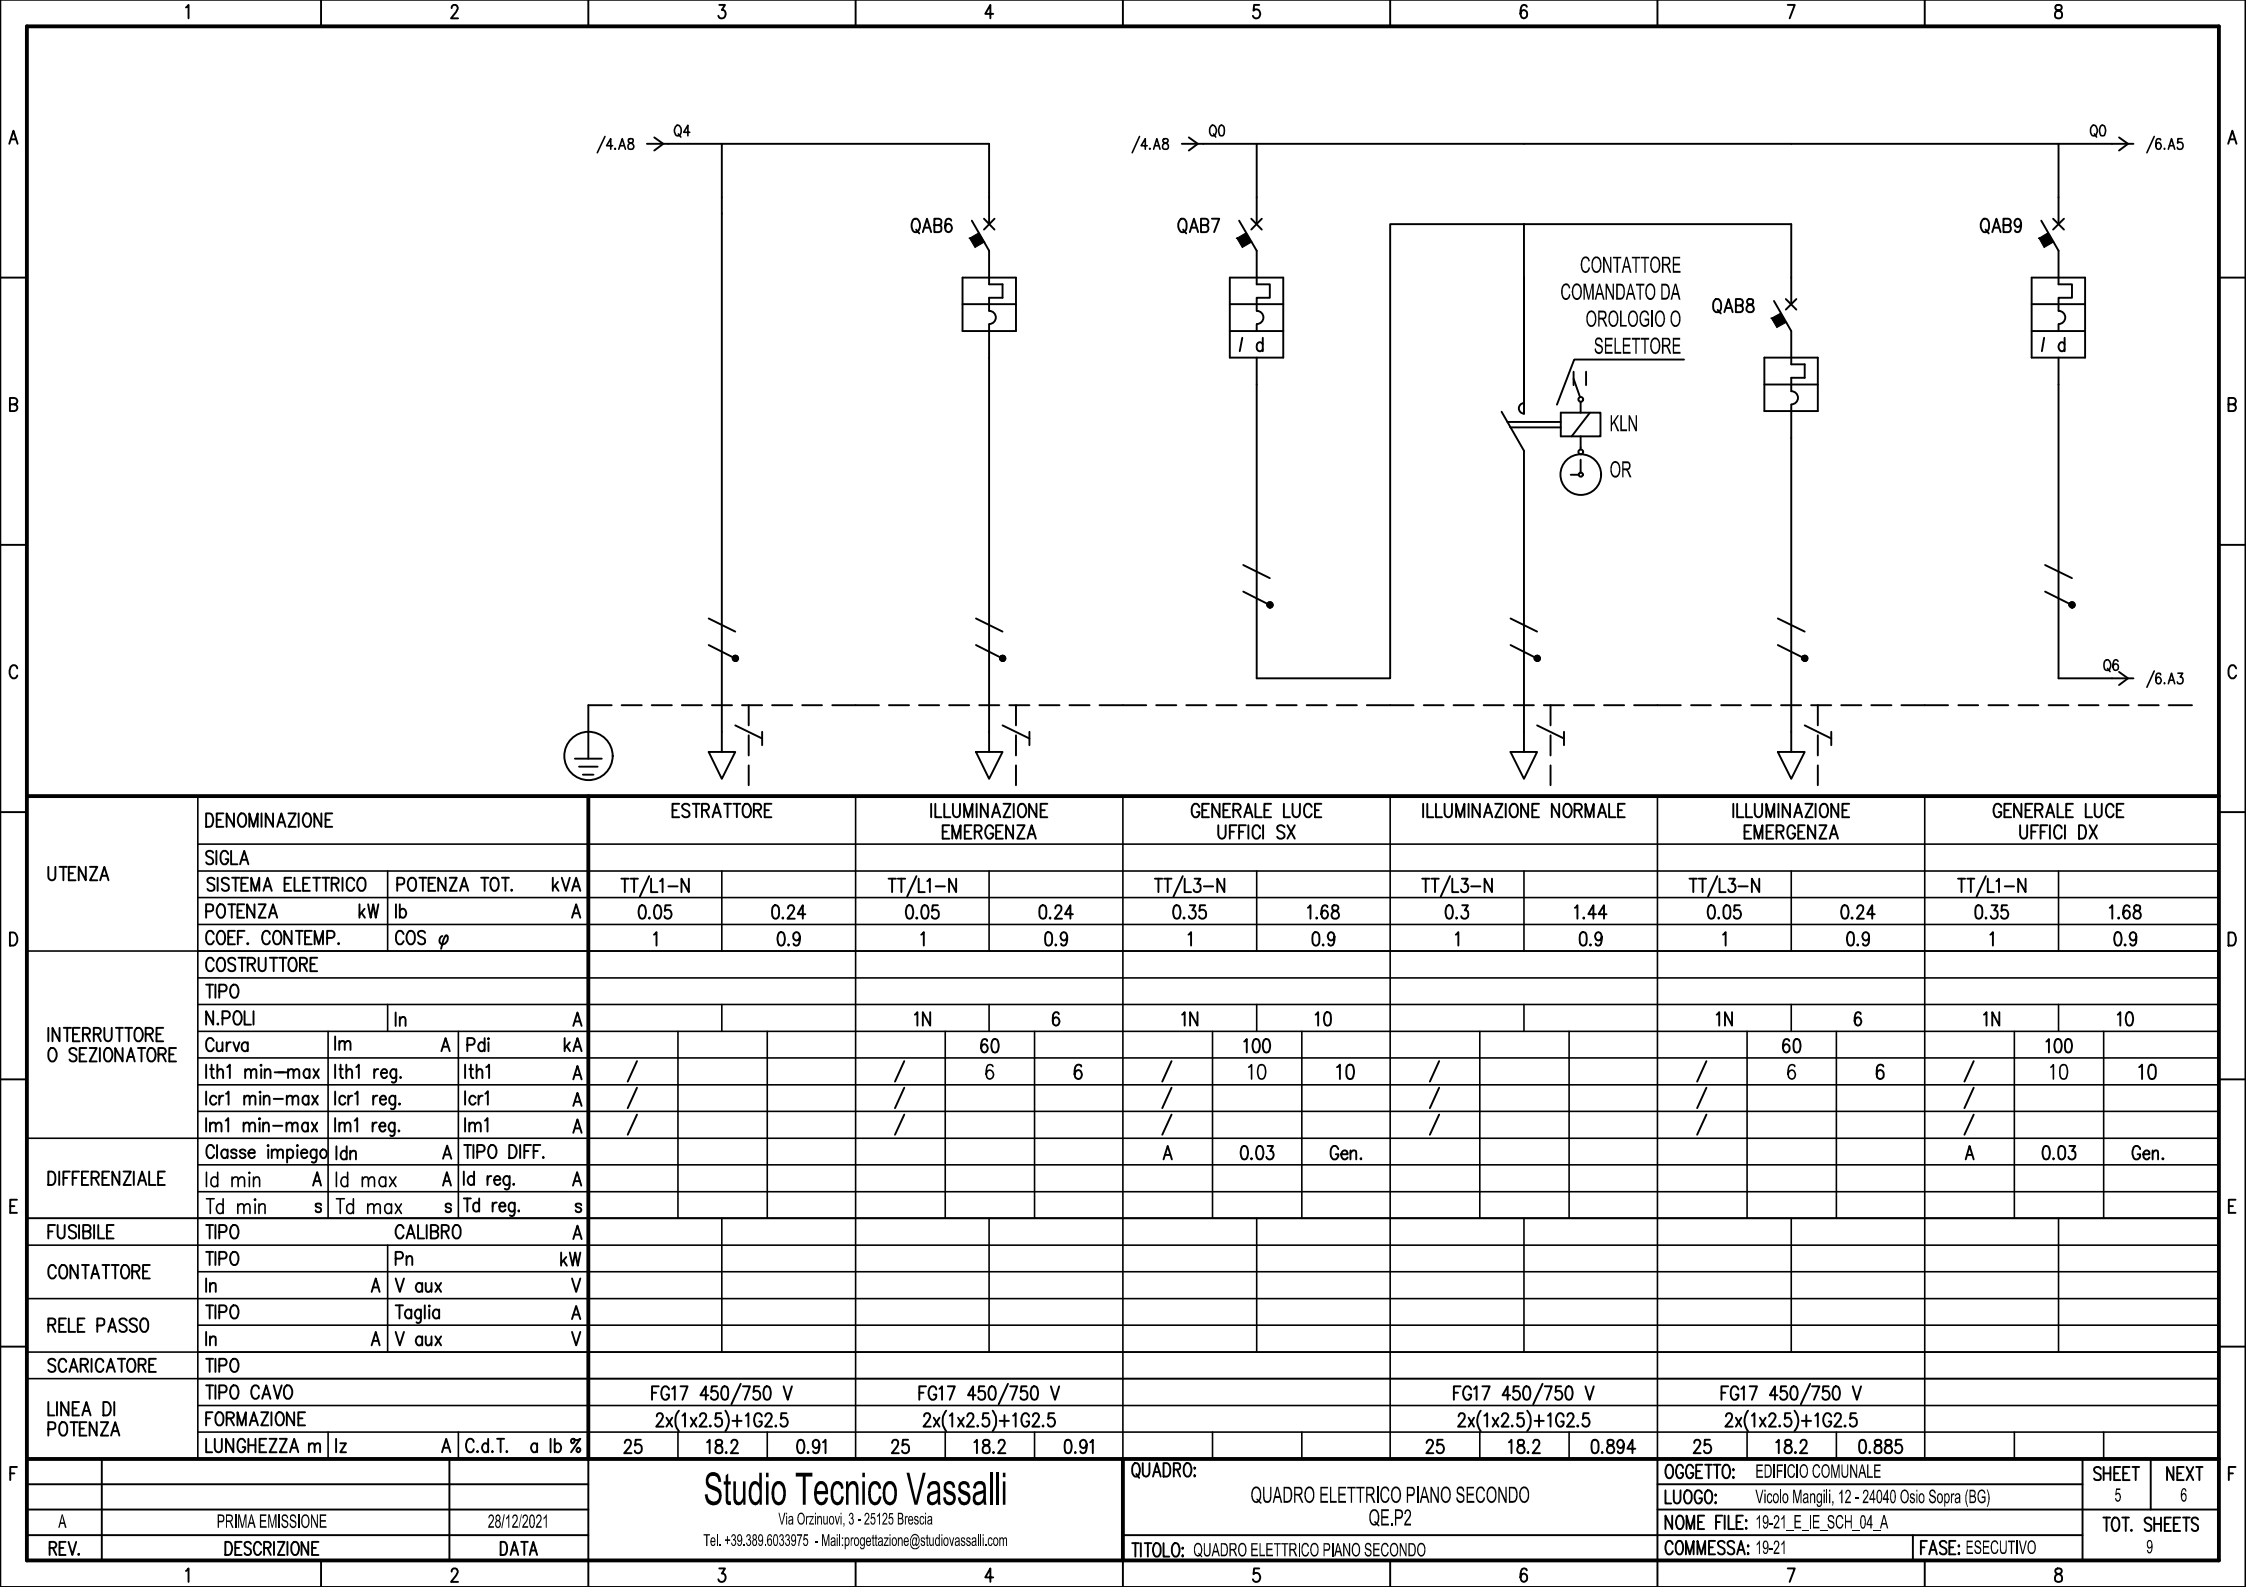 1 2 3 4 5 6 7 8
A A
/4.A8 Q4 /4.A8 Q0 Q0 /6.A5
QAB6 QAB7 QAB9
CONTATTORE
COMANDATO DA
OROLOGIO O
SELETTORE
QAB8
I d I d
B B
KLN
OR
C C
Q6 /6.A3
UTENZA
DENOMINAZIONE ESTRATTORE ILLUMINAZIONE EMERGENZA GENERALE LUCE UFFICI SX ILLUMINAZIONE NORMALE ILLUMINAZIONE EMERGENZA GENERALE LUCE UFFICI DX
SIGLA
SISTEMA ELETTRICO POTENZA TOT. kVA TT/L1-N TT/L1-N TT/L3-N TT/L3-N TT/L3-N TT/L1-N
POTENZA kW Ib A 0.05 0.24 0.05 0.24 0.35 1.68 0.3 1.44 0.05 0.24 0.35 1.68
COEF. CONTEMP. COS φ 1 0.9 1 0.9 1 0.9 1 0.9 1 0.9 1 0.9
D D
INTERRUTTORE
O SEZIONATORE
COSTRUTTORE
TIPO
N.POLI In A 1N 6 1N 10 1N 6 1N 10
Curva Im A Pdi kA 60 100 60 100
Ith1 min-max Ith1 reg. Ith1 A / / 6 6 / 10 10 / / 6 6 / 10 10
Icr1 min-max Icr1 reg. Icr1 A / / / / / /
Im1 min-max Im1 reg. Im1 A / / / / / /
DIFFERENZIALE
Classe impiego Idn A TIPO DIFF. A 0.03 Gen. A 0.03 Gen.
Id min A Id max A Id reg. A
Td min s Td max s Td reg. s
E E
FUSIBILE TIPO CALIBRO A
CONTATTORE
TIPO Pn kW
In A V aux V
RELE PASSO
TIPO Taglia A
In A V aux V
SCARICATORE TIPO
LINEA DI
POTENZA
TIPO CAVO FG17 450/750 V FG17 450/750 V FG17 450/750 V FG17 450/750 V
FORMAZIONE 2x(1x2.5)+1G2.5 2x(1x2.5)+1G2.5 2x(1x2.5)+1G2.5 2x(1x2.5)+1G2.5
LUNGHEZZA m Iz A C.d.T. a Ib % 25 18.2 0.91 25 18.2 0.91 25 18.2 0.894 25 18.2 0.885
F F
A PRIMA EMISSIONE 28/12/2021
REV. DESCRIZIONE DATA
Studio Tecnico Vassalli
Via Orzinuovi, 3 - 25125 Brescia
Tel. +39.389.6033975 - Mail:progettazione@studiovassalli.com
QUADRO:
QUADRO ELETTRICO PIANO SECONDO
QE.P2
TITOLO: QUADRO ELETTRICO PIANO SECONDO
OGGETTO: EDIFICIO COMUNALE
LUOGO: Vicolo Mangili, 12 - 24040 Osio Sopra (BG)
NOME FILE: 19-21_E_IE_SCH_04_A
COMMESSA: 19-21 FASE: ESECUTIVO
SHEET NEXT
5 6
TOT. SHEETS
9
1 2 3 4 5 6 7 8